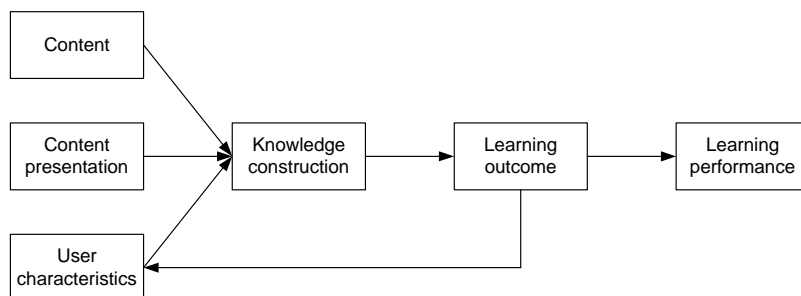 Content
Content
presentation
User
characteristics
Knowledge
construction
Learning
outcome
Learning
performance